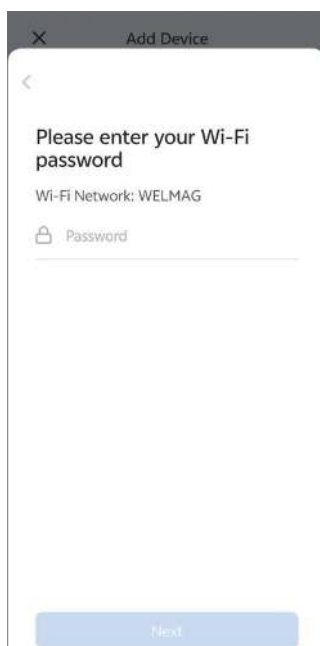 Add Device
Please enter your Wi-Fi
password
Wi-Fi Network: WELMAG
Password
Next